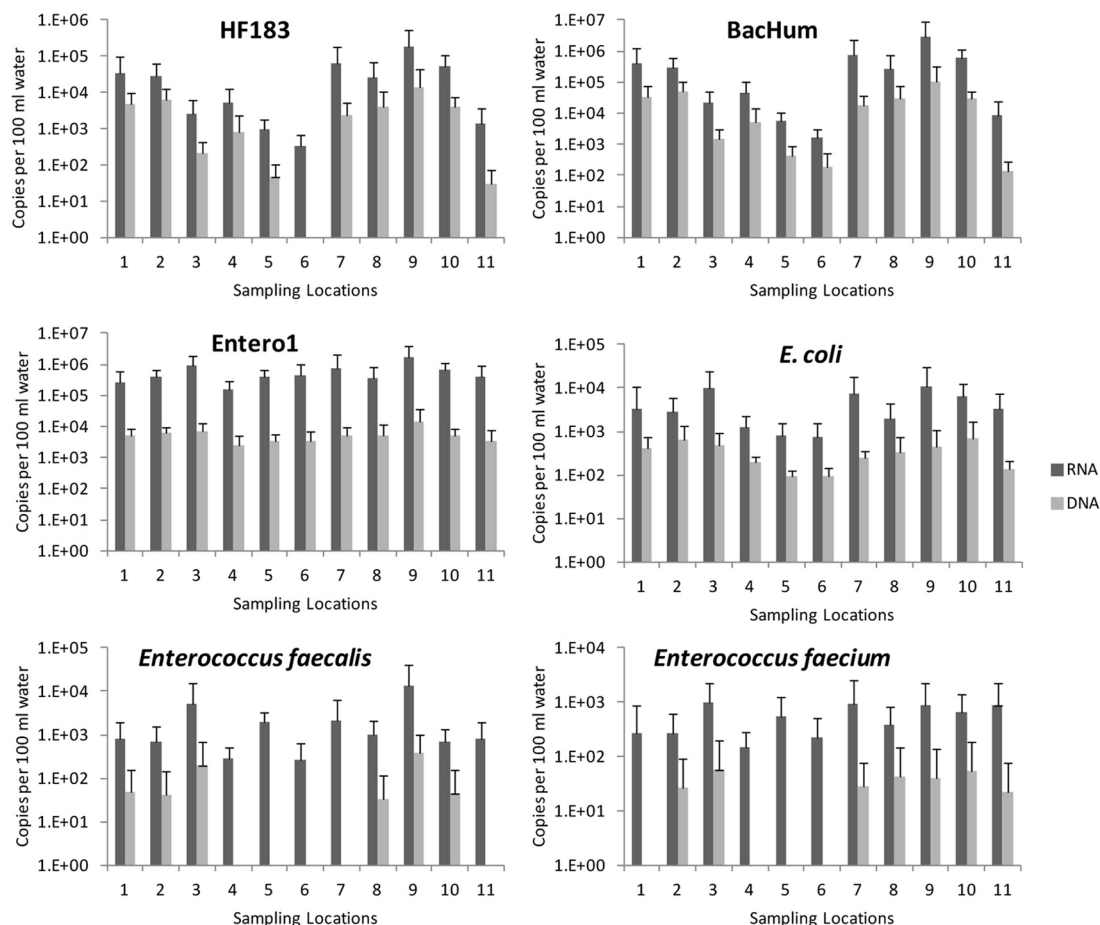 HF183
Copies per 100 ml water
1.E+06
1.E+05
1.E+04
1.E+03
1.E+02
1.E+01
1.E+00
1 2 3 4 5 6 7 8 9 10 11
Sampling Locations
BacHum
Copies per 100 ml water
1.E+07
1.E+06
1.E+05
1.E+04
1.E+03
1.E+02
1.E+01
1.E+00
1 2 3 4 5 6 7 8 9 10 11
Sampling Locations
Entero1
Copies per 100 ml water
1.E+07
1.E+06
1.E+05
1.E+04
1.E+03
1.E+02
1.E+01
1.E+00
1 2 3 4 5 6 7 8 9 10 11
Sampling Locations
E. coli
Copies per 100 ml water
1.E+05
1.E+04
1.E+03
1.E+02
1.E+01
1.E+00
1 2 3 4 5 6 7 8 9 10 11
Sampling Locations
RNA
DNA
Enterococcus faecalis
Copies per 100 ml water
1.E+05
1.E+04
1.E+03
1.E+02
1.E+01
1.E+00
1 2 3 4 5 6 7 8 9 10 11
Sampling Locations
Enterococcus faecium
Copies per 100 ml water
1.E+04
1.E+03
1.E+02
1.E+01
1.E+00
1 2 3 4 5 6 7 8 9 10 11
Sampling Locations